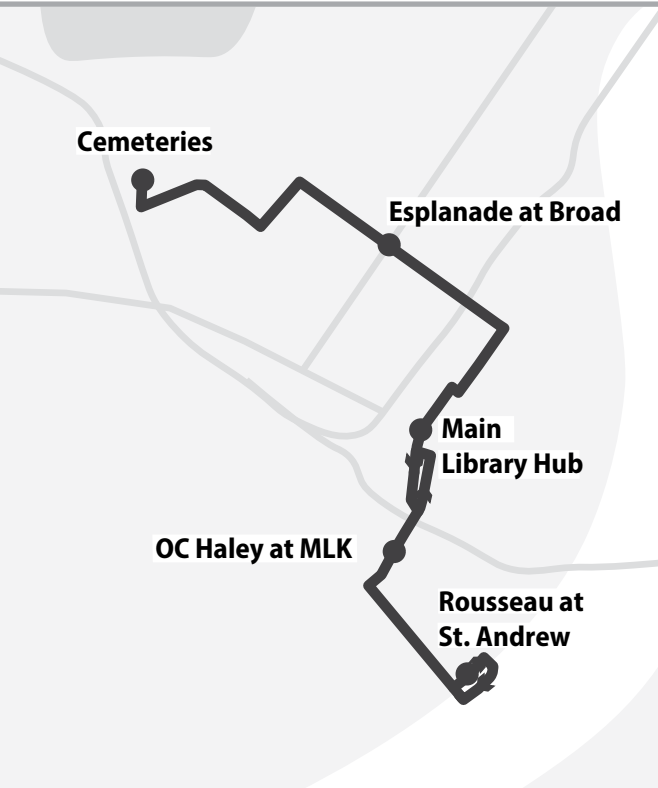 Cemeteries
Esplanade at Broad
Main
Library Hub
OC Haley at MLK
Rousseau at
St. Andrew